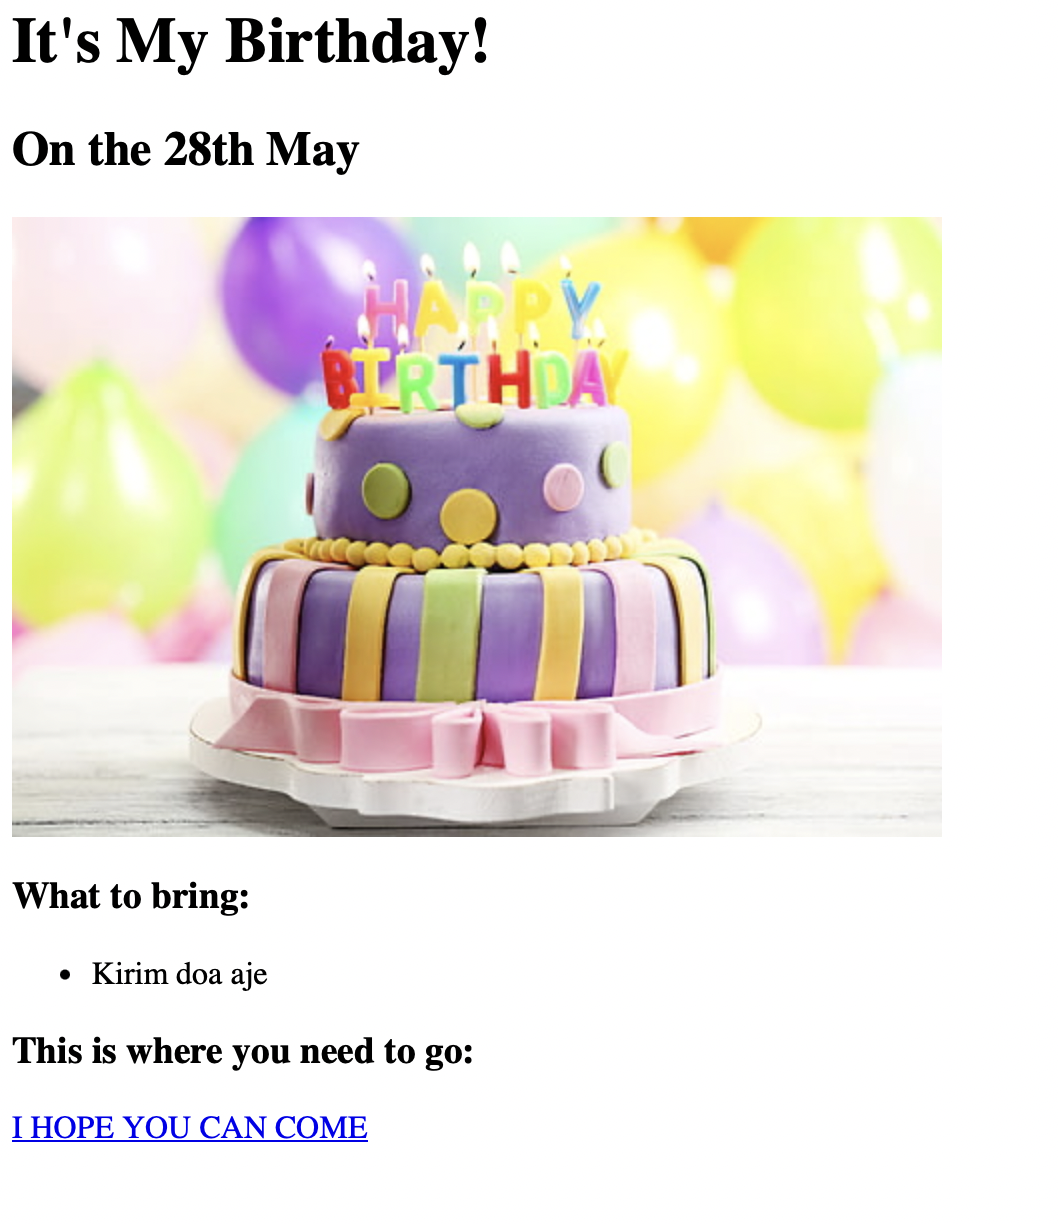 It's My Birthday!
On the 28th May
HAPPY
BIRTHDAY
What to bring:
Kirim doa aje
This is where you need to go:
I HOPE YOU CAN COME